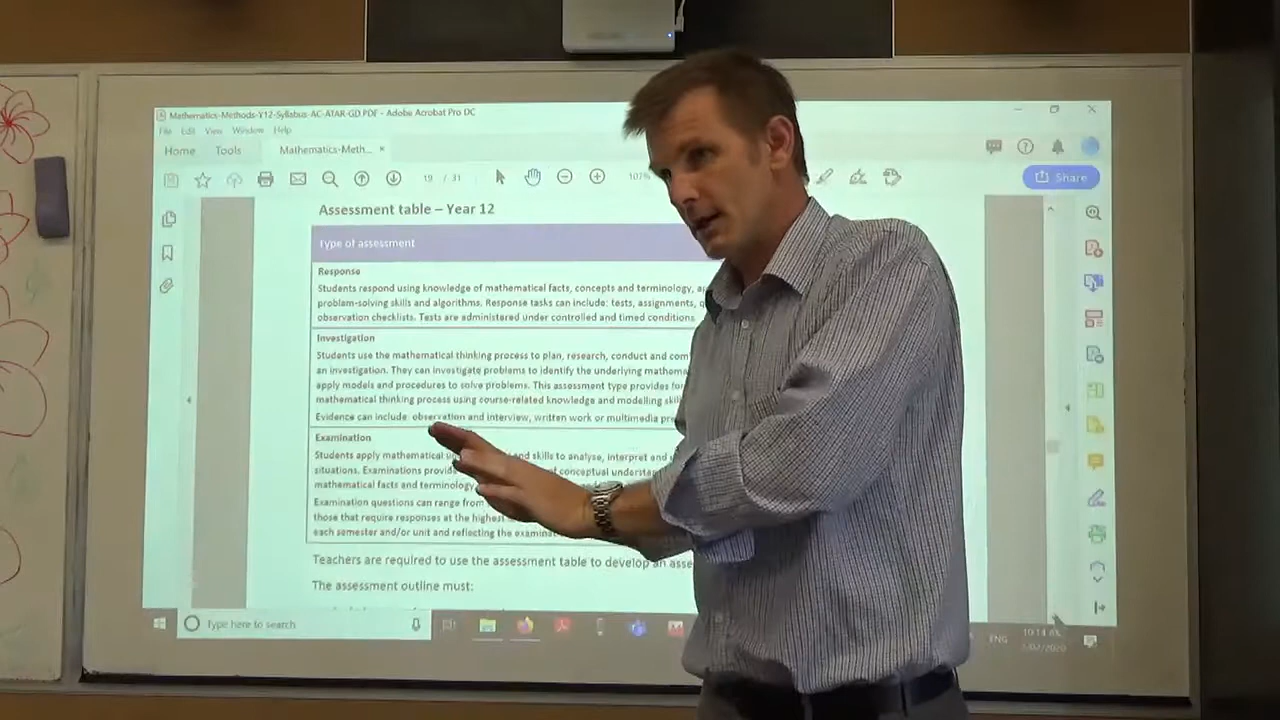 Mathematics-Methods-Y12-Syllabus-AC-ATAR-GD.PDF - Adobe Acrobat Pro DC
File Edit View Window Help
Home Tools Mathematics-Meth... ×
19 / 31 107%
Share
Assessment table – Year 12
Type of assessment
Response
Students respond using knowledge of mathematical facts, concepts and terminology,
problem-solving skills and algorithms. Response tasks can include: tests, assignments,
observation checklists. Tests are administered under controlled and timed conditions.
Investigation
Students use the mathematical thinking process to plan, research, conduct and com
an investigation. They can investigate problems to identify the underlying mathema
apply models and procedures to solve problems. This assessment type provides for
mathematical thinking process using course-related knowledge and modelling skil
Evidence can include: observation and interview, written work or multimedia pre
Examination
Students apply mathematical and skills to analyse, interpret and
situations. Examinations provide conceptual understan
mathematical facts and terminology
Examination questions can range from
those that require responses at the highest
each semester and/or unit and reflecting the examinat
Teachers are required to use the assessment table to develop an asse
The assessment outline must:
Type here to search
ENG